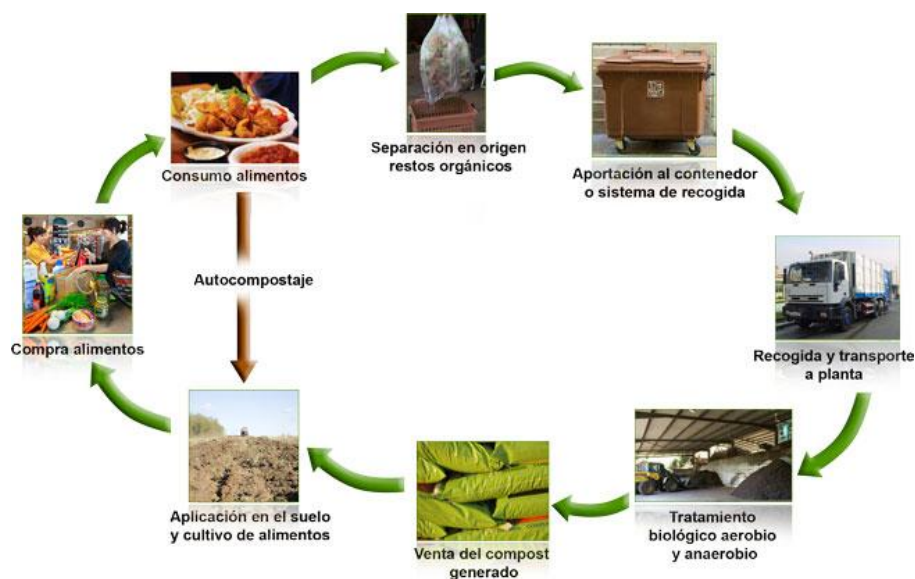 Consumo alimentos
Separación en origen
restos orgánicos
Aportación al contenedor
o sistema de recogida
Recogida y transporte
a planta
Tratamiento
biológico aerobio
y anaerobio
Venta del compost
generado
Aplicación en el suelo
y cultivo de alimentos
Compra alimentos
Autocompostaje